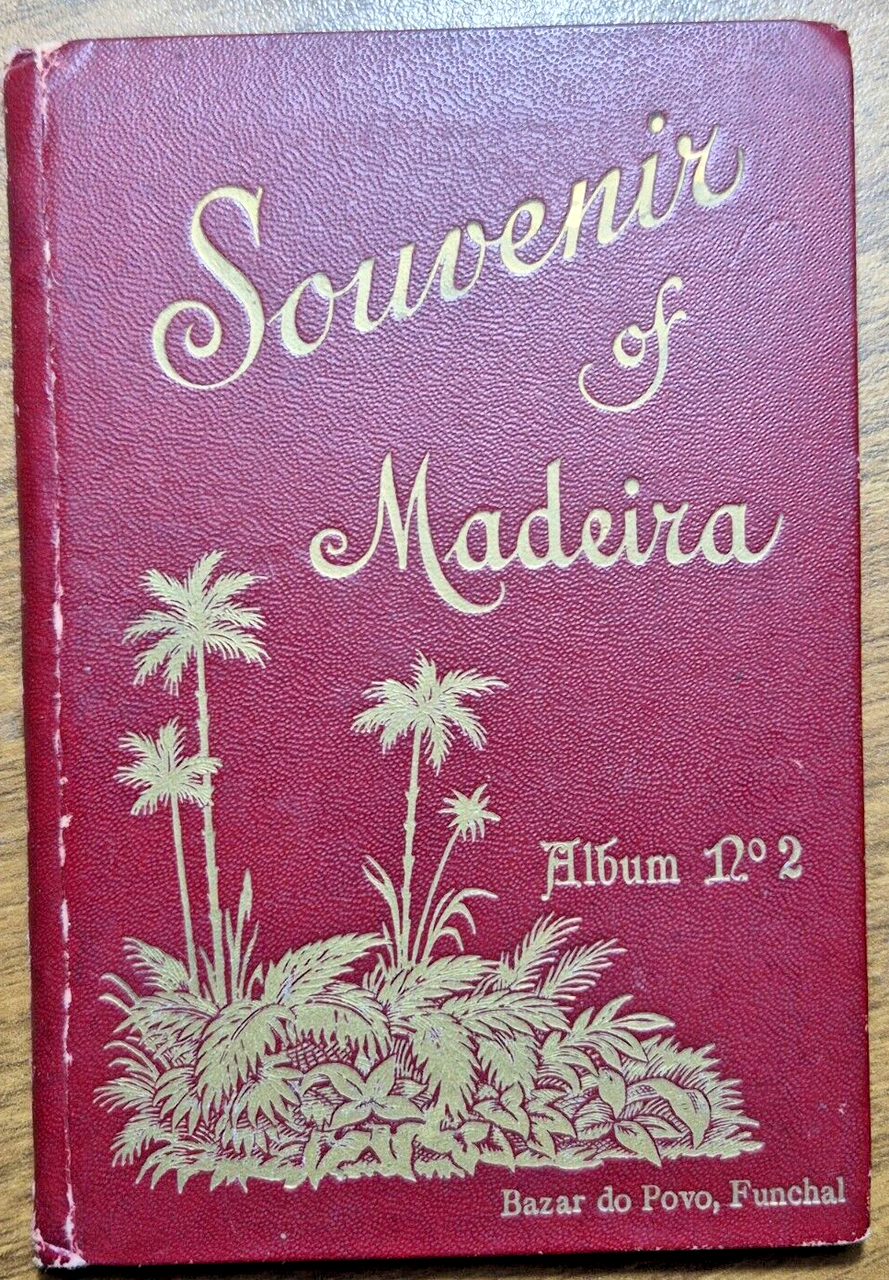 Souvenir
of
Madeira
Album Nº 2
Bazar do Povo, Funchal